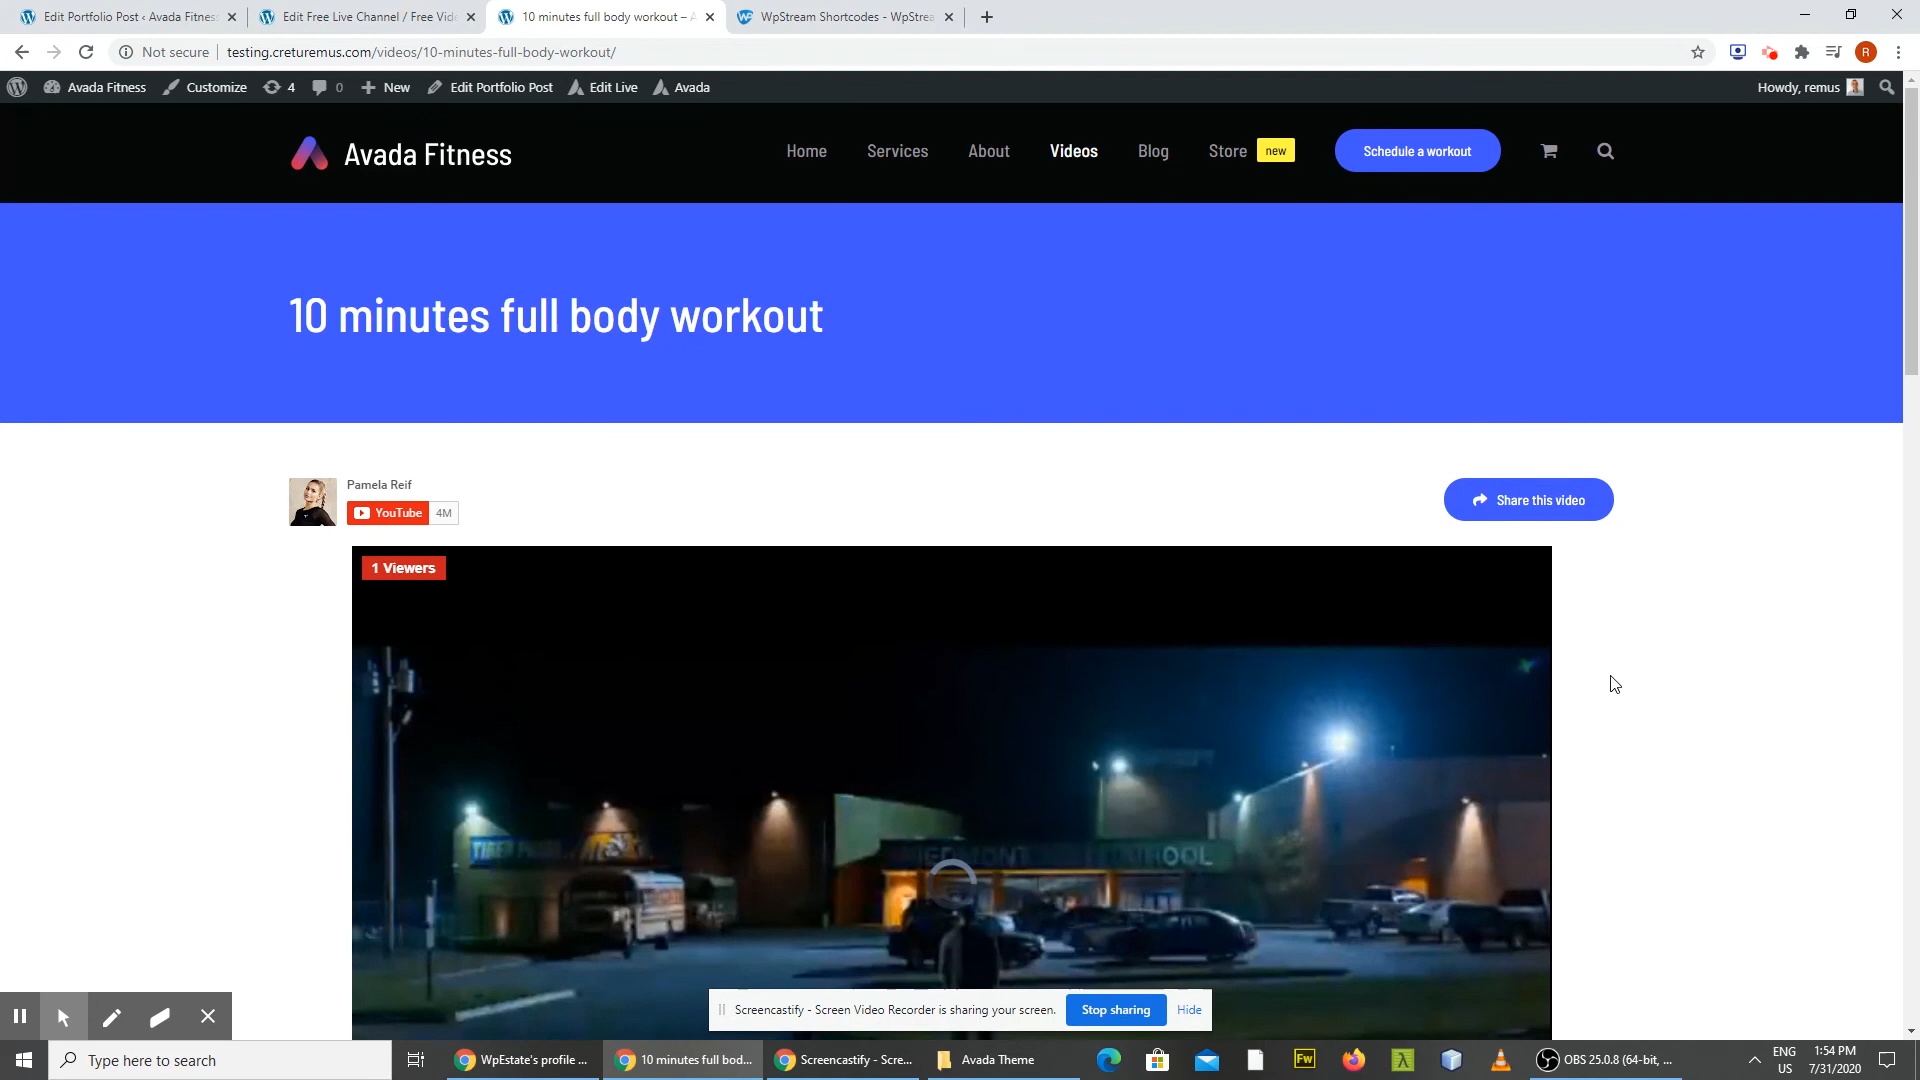 Edit Portfolio Post ‹ Avada Fitnes
Edit Free Live Channel / Free Vid
10 minutes full body workout –
WpStream Shortcodes - WpStrea
Not secure
testing.creturemus.com/videos/10-minutes-full-body-workout/
R
Avada Fitness
Customize
4
0
New
Edit Portfolio Post
Edit Live
Avada
Howdy, remus
Avada Fitness
Home
Services
About
Videos
Blog
Store
new
Schedule a workout
10 minutes full body workout
Pamela Reif
YouTube
4M
Share this video
1 Viewers
Screencastify - Screen Video Recorder is sharing your screen.
Stop sharing
Hide
Type here to search
WpEstate's profile ...
10 minutes full bod...
Screencastify - Scre...
Avada Theme
Fw
OBS 25.0.8 (64-bit, ...
ENG
US
1:54 PM
7/31/2020